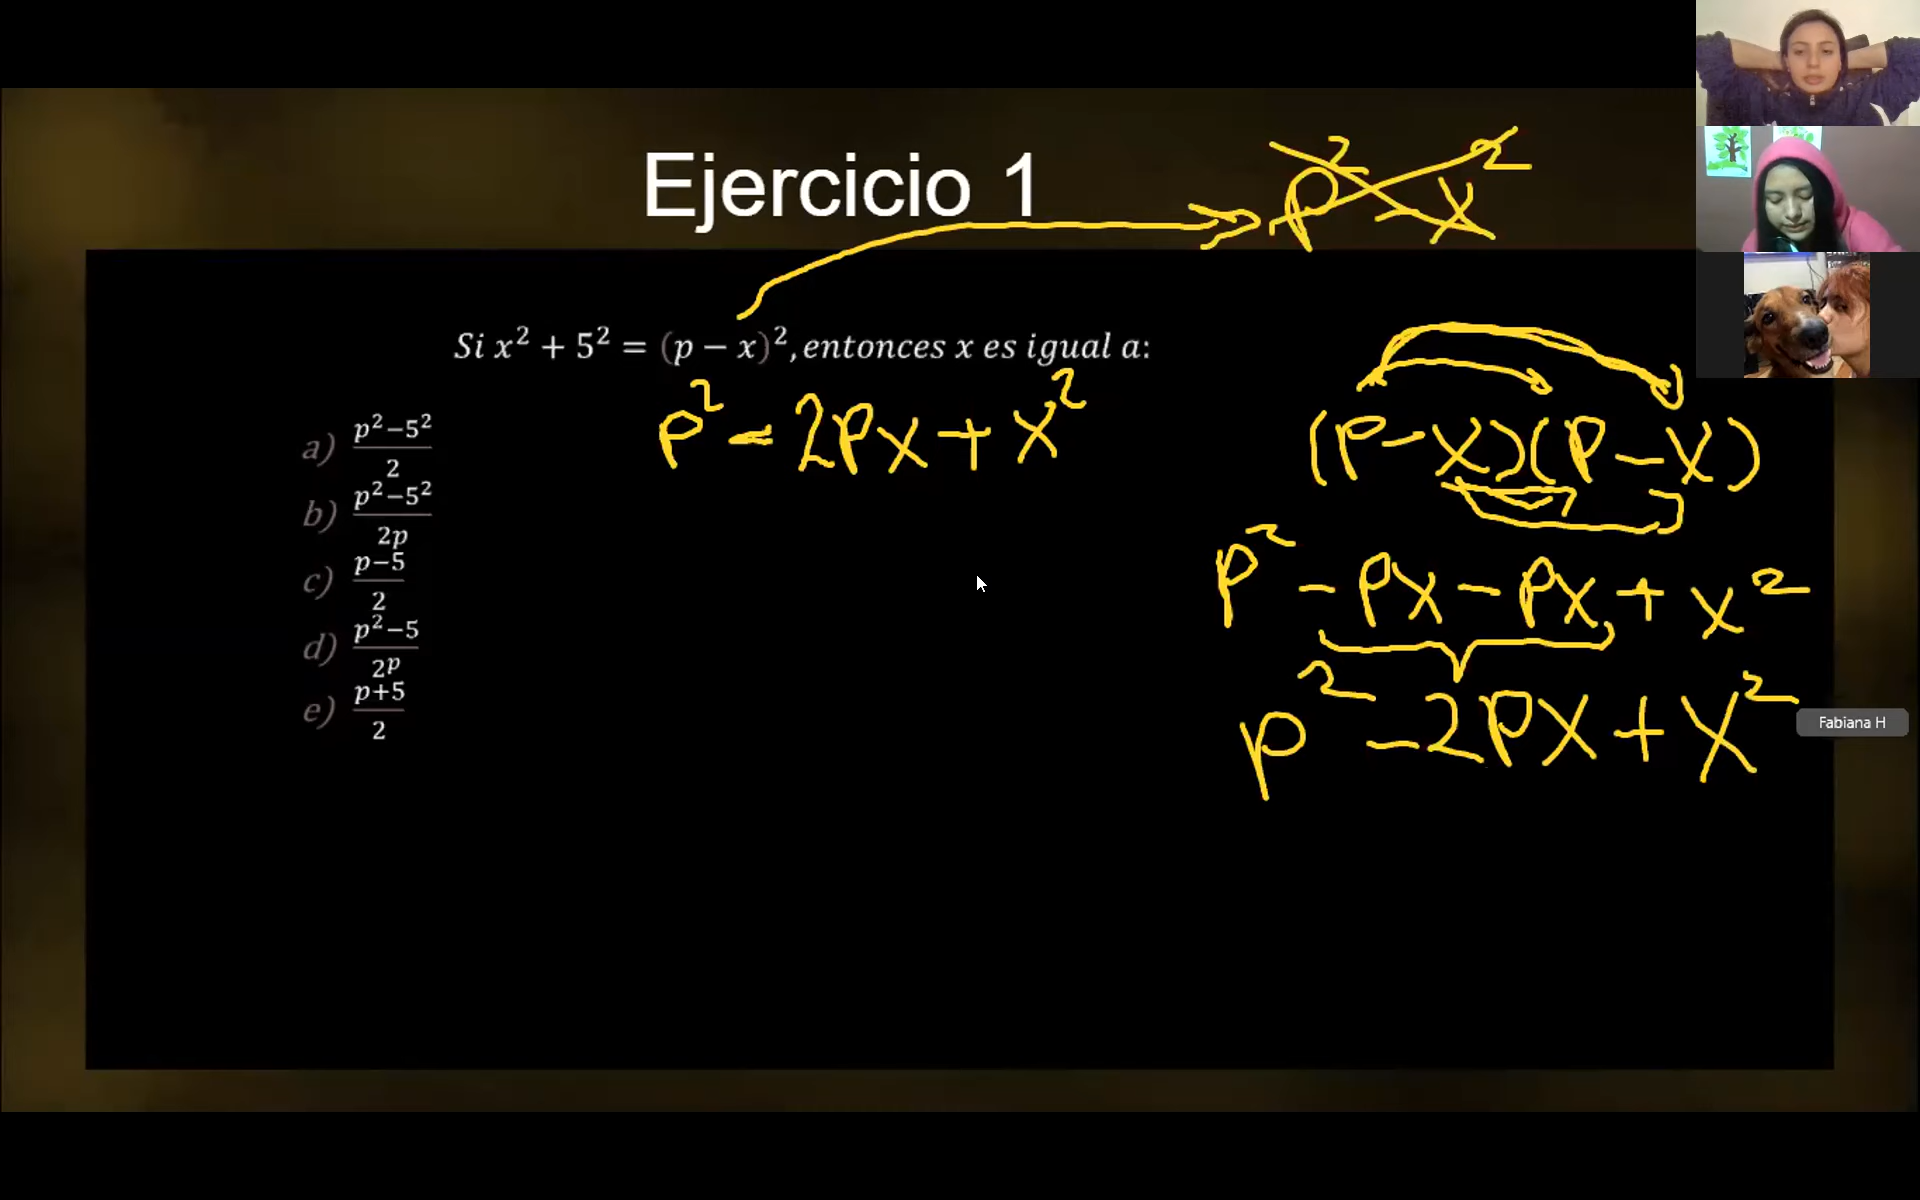 Ejercicio 1
p² - x²
Si x² + 5² = (p − x)², entonces x es igual a:
p² - 2px + x²
a) p²−5² / 2
b) p²−5² / 2p
c) p−5 / 2
d) p²−5 / 2ᵖ
e) p+5 / 2
(p - x)(p - x)
p² - px - px + x²
p² - 2px + x²
Fabiana H